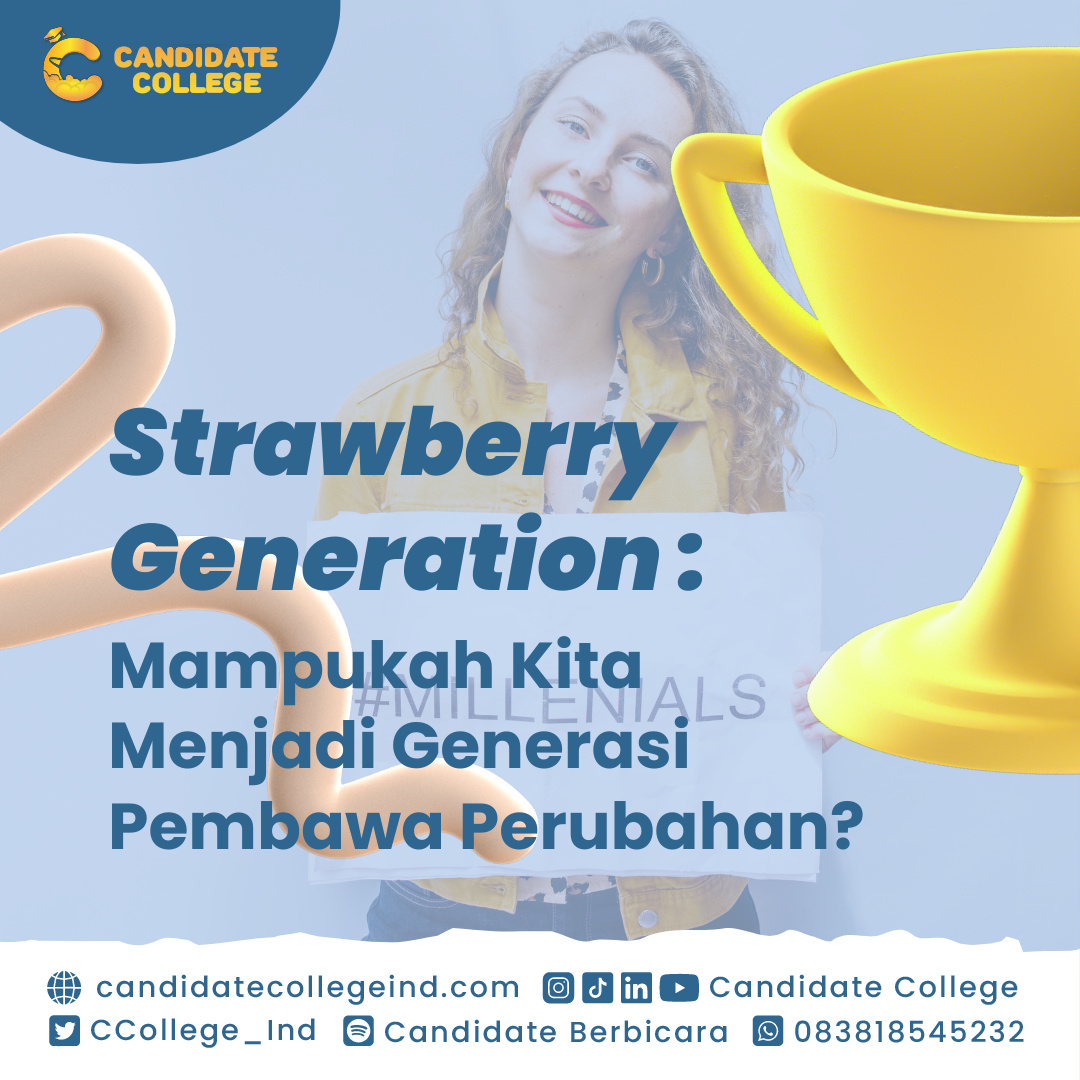 CANDIDATE
COLLEGE
Strawberry
Generation :
Mampukah Kita
#MILLENIALS
Menjadi Generasi
Pembawa Perubahan?
candidatecollegeind.com Candidate College
CCollege_Ind Candidate Berbicara 083818545232